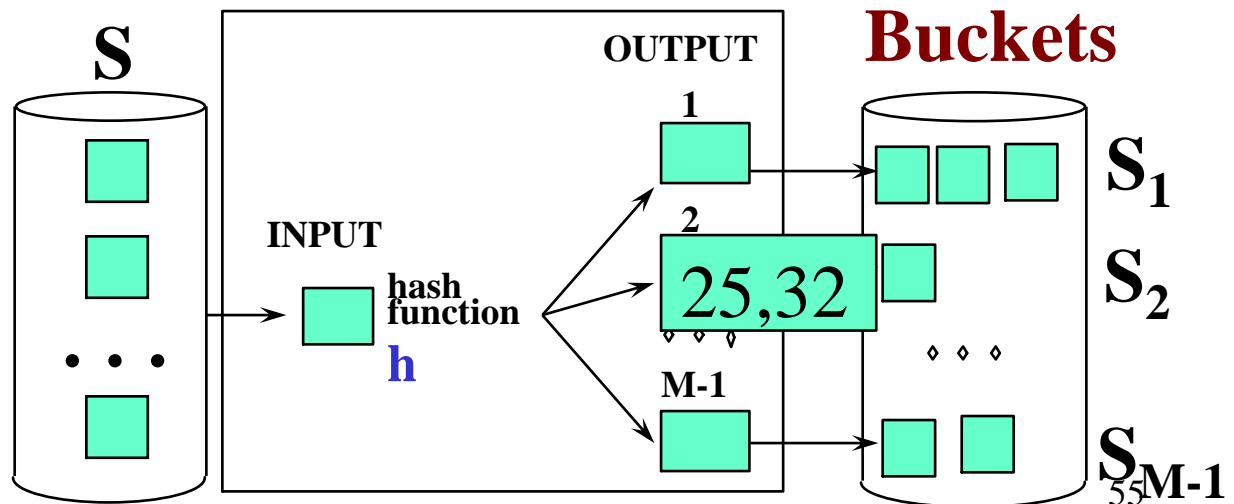 S
OUTPUT
Buckets
1
S1
INPUT
2
hash
function
25,32
S2
• • •
h
M-1
SM-1
55